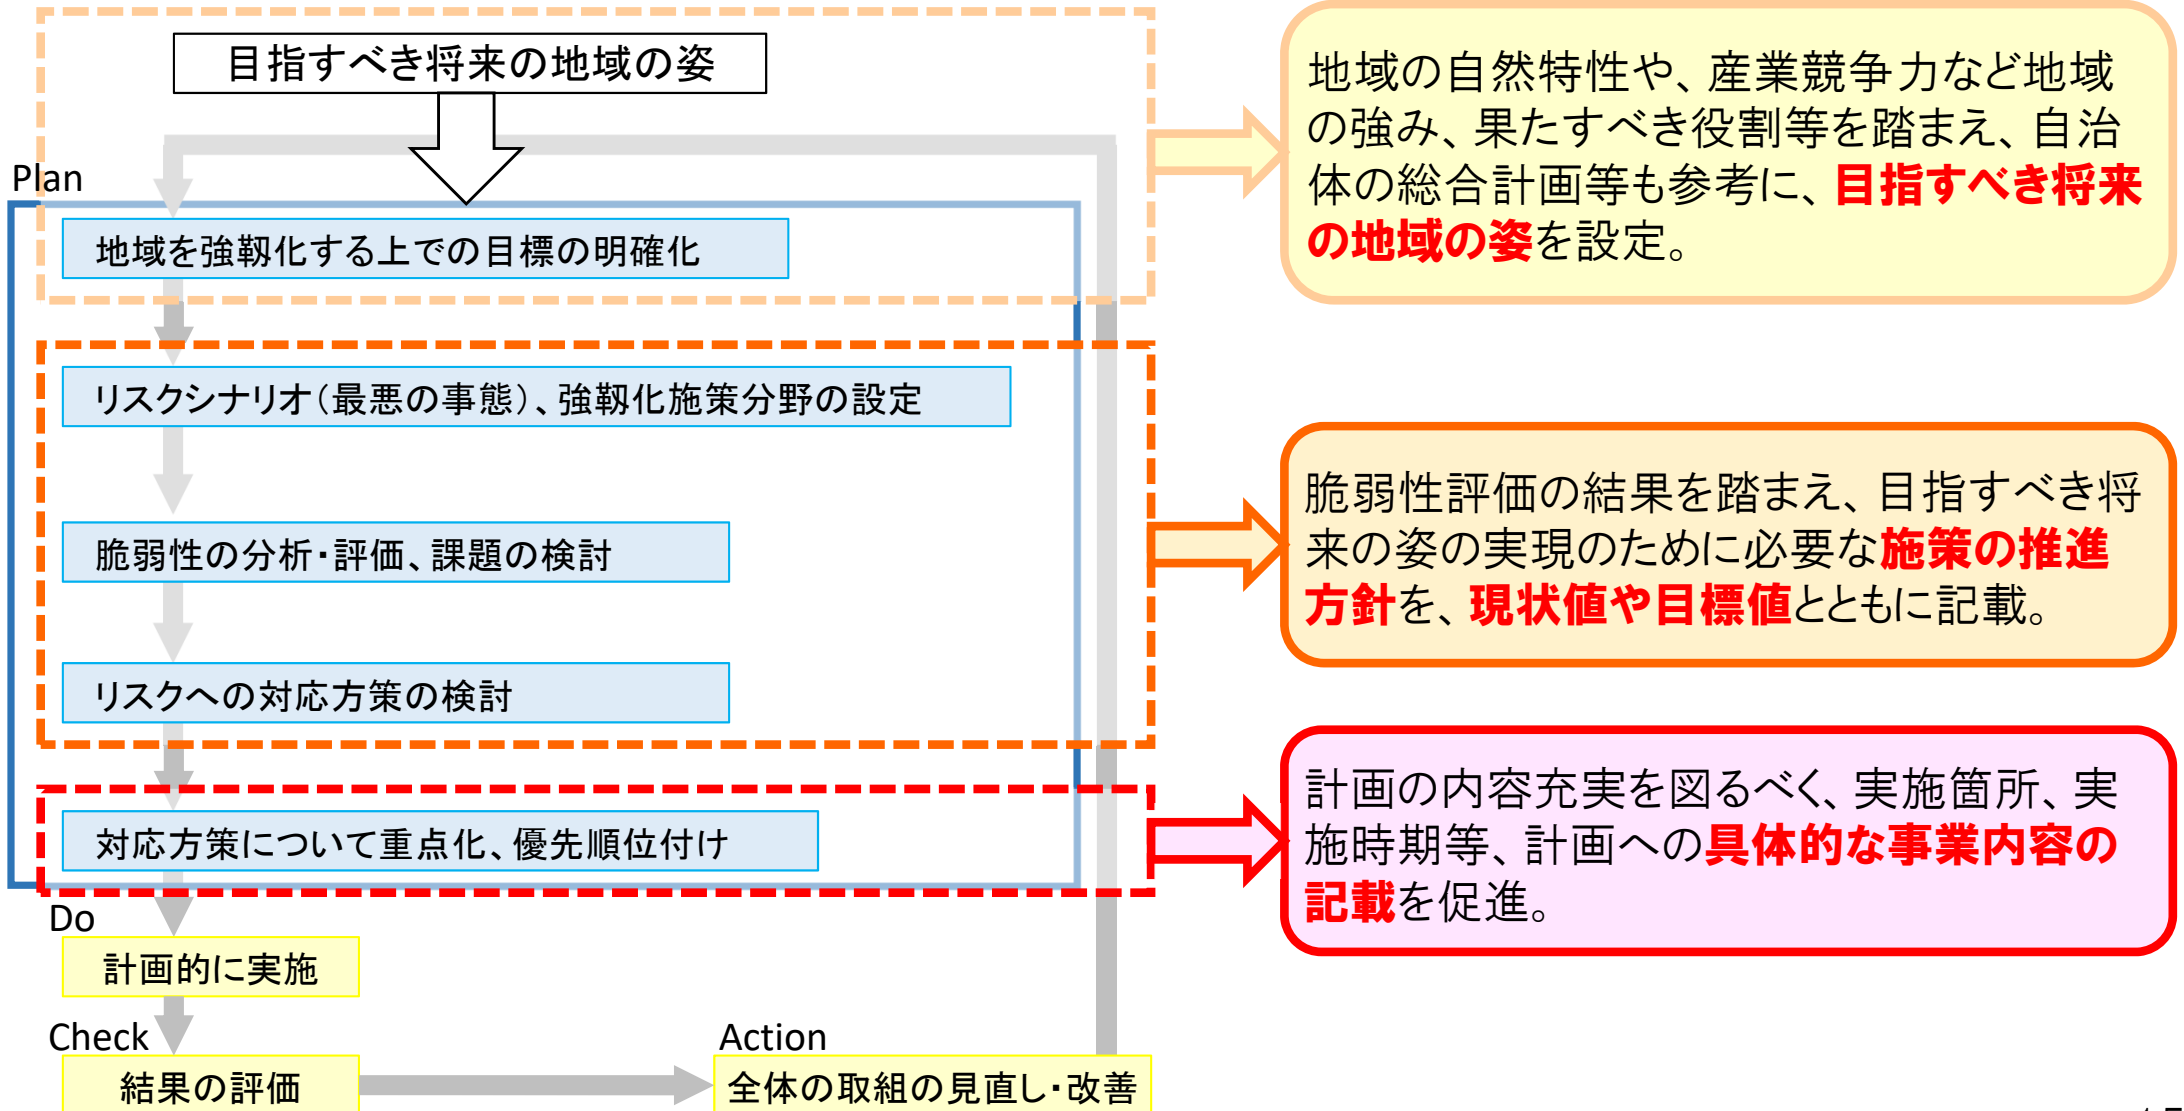 目指すべき将来の地域の姿
Plan
地域を強靱化する上での目標の明確化
リスクシナリオ（最悪の事態）、強靱化施策分野の設定
脆弱性の分析・評価、課題の検討
リスクへの対応方策の検討
対応方策について重点化、優先順位付け
Do
計画的に実施
Check
結果の評価
Action
全体の取組の見直し・改善
地域の自然特性や、産業競争力など地域
の強み、果たすべき役割等を踏まえ、自治
体の総合計画等も参考に、目指すべき将来
の地域の姿を設定。
脆弱性評価の結果を踏まえ、目指すべき将
来の姿の実現のために必要な施策の推進
方針を、現状値や目標値とともに記載。
計画の内容充実を図るべく、実施箇所、実
施時期等、計画への具体的な事業内容の
記載を促進。